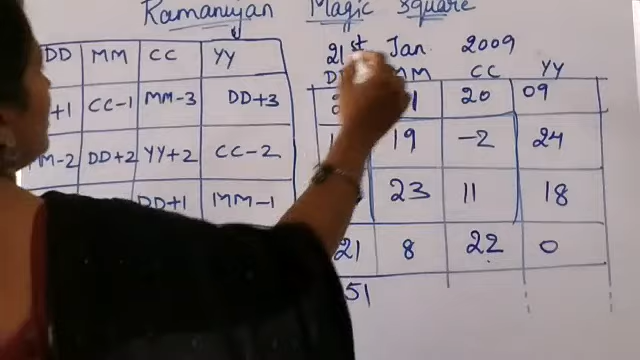 Ramanujan Magic Square
DD MM CC YY
+1 CC-1 MM-3 DD+3
M-2 DD+2 YY+2 CC-2
DD+1 MM-1
21st Jan 2009
MM CC YY
1 20 09
19 -2 24
23 11 18
21 8 22 0
51